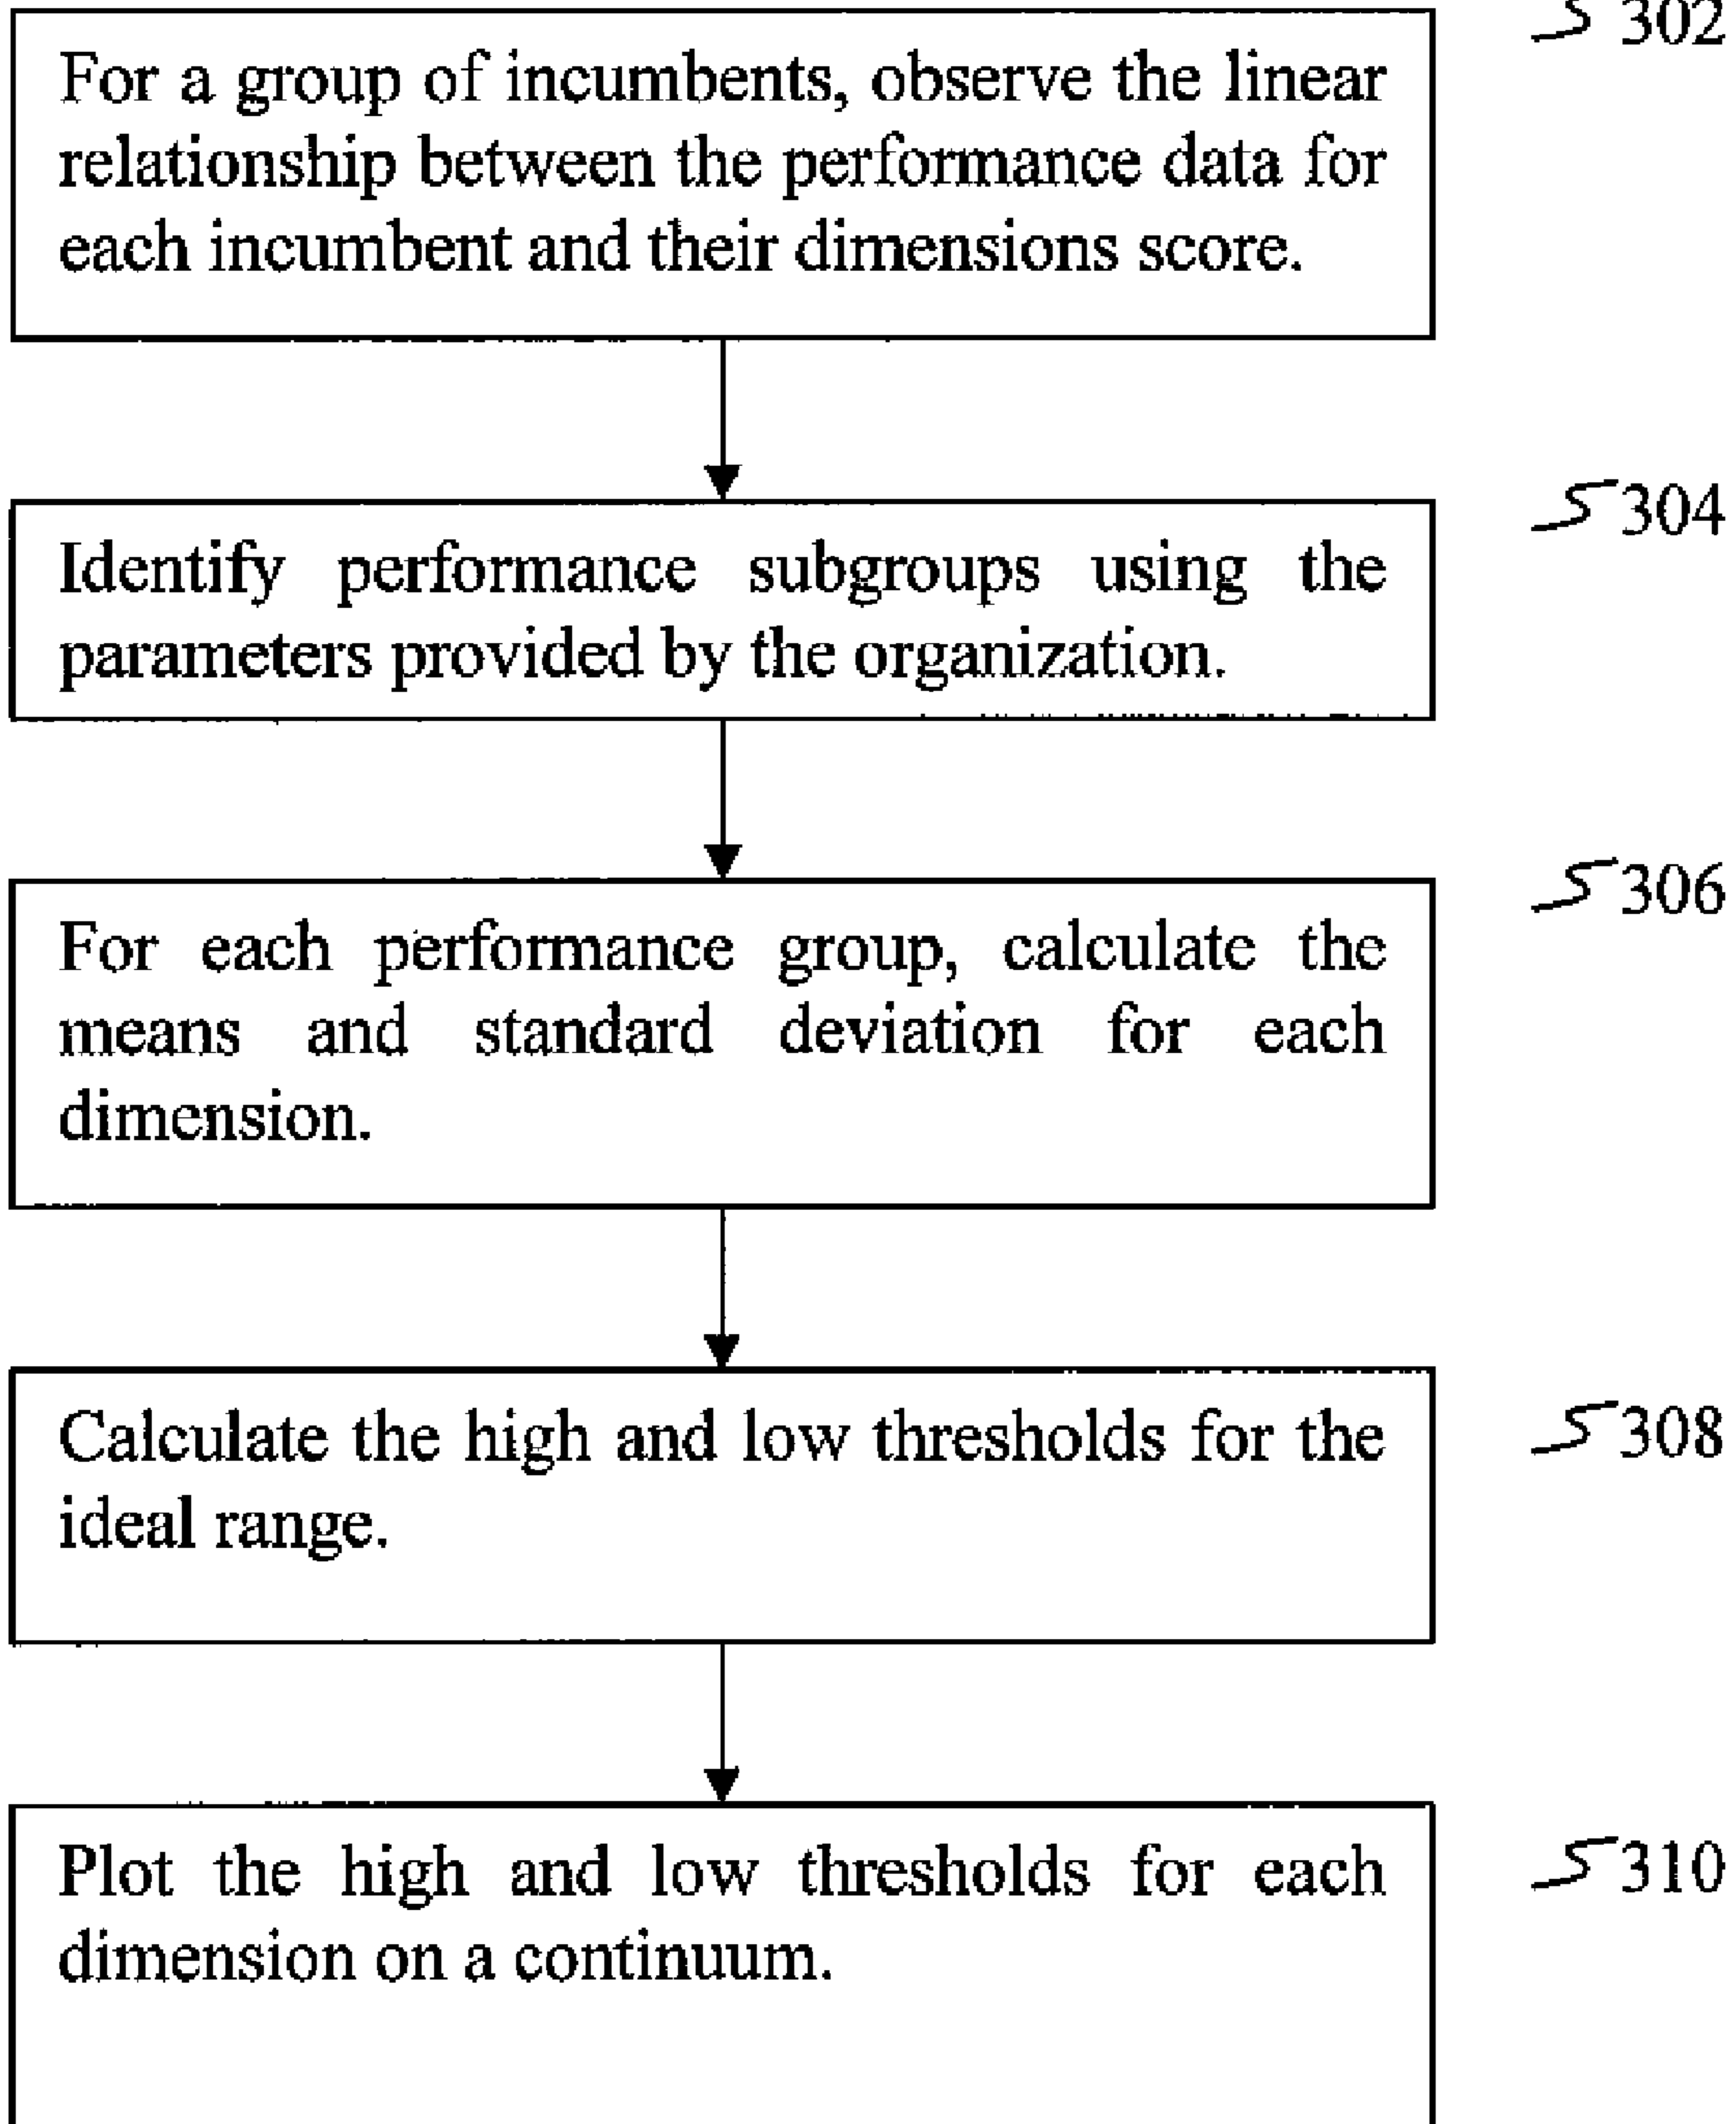 302
For a group of incumbents, observe the linear
relationship between the performance data for
each incumbent and their dimensions score.
304
Identify performance subgroups using the
parameters provided by the organization.
306
For each performance group, calculate the
means and standard deviation for each
dimension.
308
Calculate the high and low thresholds for the
ideal range.
310
Plot the high and low thresholds for each
dimension on a continuum.